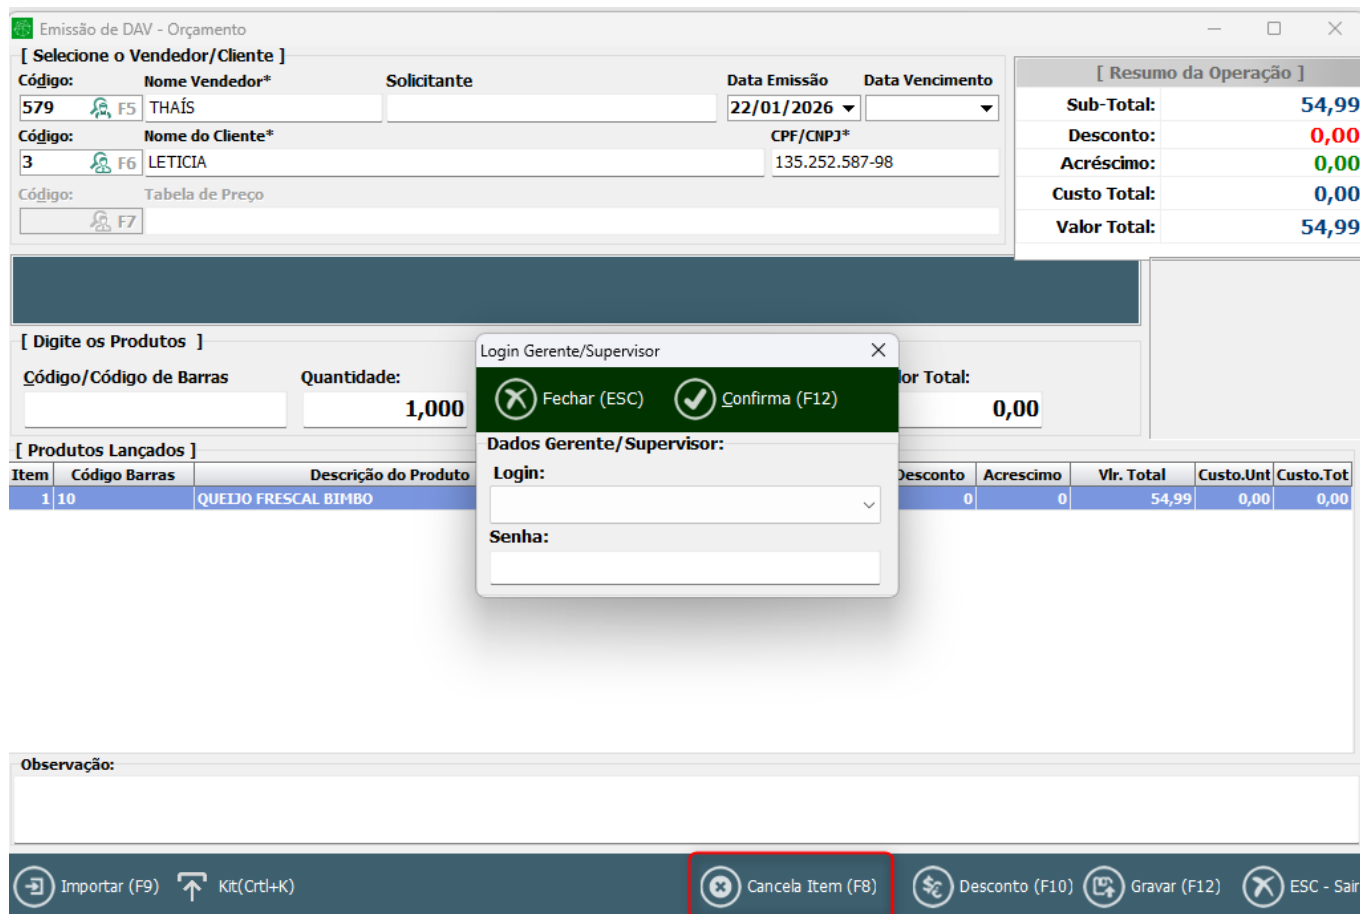 Emissão de DAV - Orçamento
[ Selecione o Vendedor/Cliente ]
Código: Nome Vendedor* Solicitante Data Emissão Data Vencimento
579 F5 THAÍS 22/01/2026
Código: Nome do Cliente* CPF/CNPJ*
3 F6 LETICIA 135.252.587-98
Código: Tabela de Preço
F7
[ Resumo da Operação ]
Sub-Total: 54,99
Desconto: 0,00
Acréscimo: 0,00
Custo Total: 0,00
Valor Total: 54,99
[ Digite os Produtos ]
Código/Código de Barras Quantidade: lor Total:
1,000 0,00
Login Gerente/Supervisor
Fechar (ESC) Confirma (F12)
Dados Gerente/Supervisor:
Login:
Senha:
[ Produtos Lançados ]
Item Código Barras Descrição do Produto Desconto Acrescimo Vlr. Total Custo.Unt Custo.Tot
1 10 QUEIJO FRESCAL BIMBO 0 0 54,99 0,00 0,00
Observação:
Importar (F9) Kit(Crtl+K) Cancela Item (F8) Desconto (F10) Gravar (F12) ESC - Sair